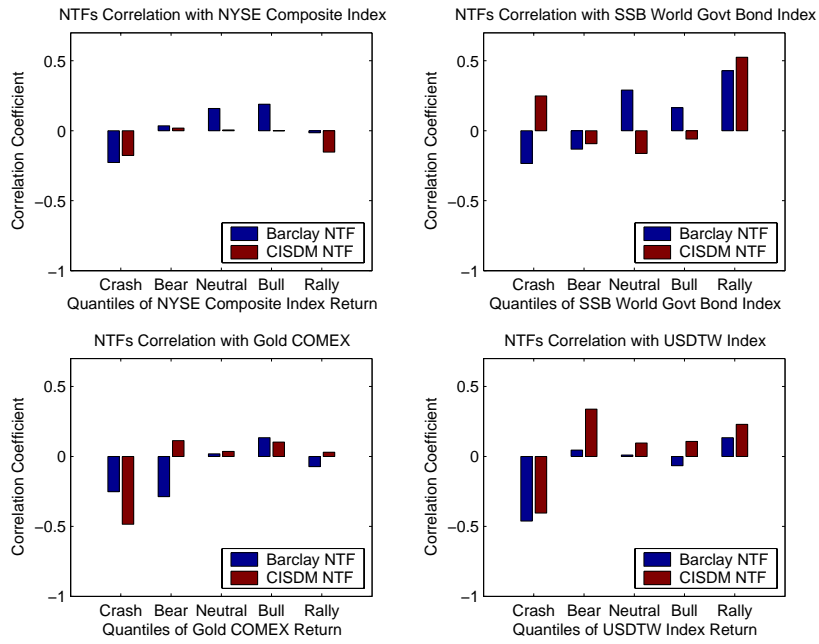 NTFs Correlation with NYSE Composite Index
0.5
0
−0.5
−1
Correlation Coefficient
Barclay NTF
CISDM NTF
Crash Bear Neutral Bull Rally
Quantiles of NYSE Composite Index Return
NTFs Correlation with SSB World Govt Bond Index
0.5
0
−0.5
−1
Correlation Coefficient
Barclay NTF
CISDM NTF
Crash Bear Neutral Bull Rally
Quantiles of SSB World Govt Bond Index
NTFs Correlation with Gold COMEX
0.5
0
−0.5
−1
Correlation Coefficient
Barclay NTF
CISDM NTF
Crash Bear Neutral Bull Rally
Quantiles of Gold COMEX Return
NTFs Correlation with USDTW Index
0.5
0
−0.5
−1
Correlation Coefficient
Barclay NTF
CISDM NTF
Crash Bear Neutral Bull Rally
Quantiles of USDTW Index Return